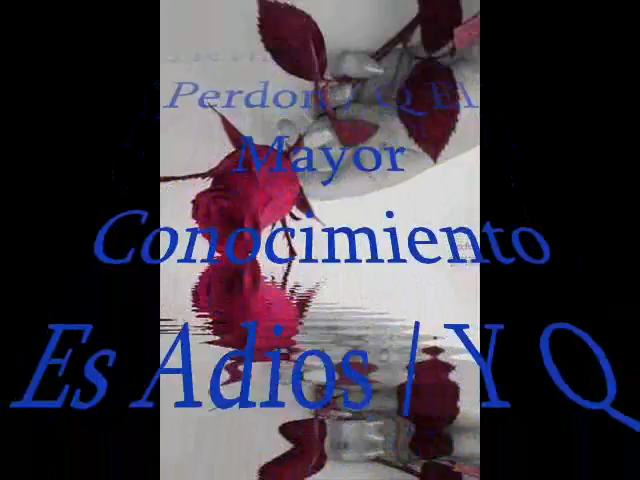 Perdon / Q El
Mayor
Conocimiento
Es Adios / Y Q